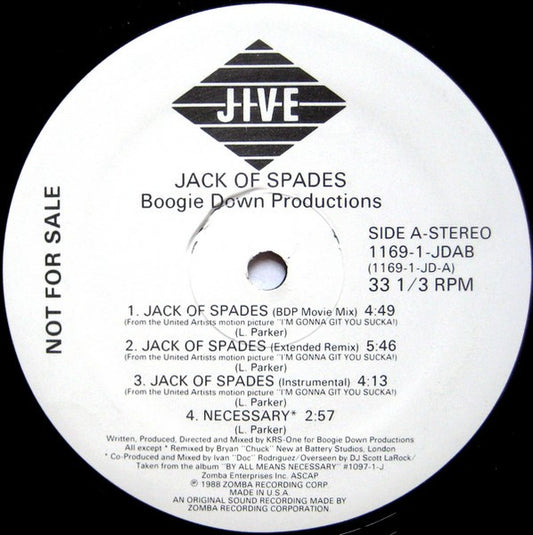 J·I·V·E
JACK OF SPADES
Boogie Down Productions
NOT FOR SALE
SIDE A-STEREO
1169-1-JDAB
(1169-1-JD-A)
33 1/3 RPM
1. JACK OF SPADES (BDP Movie Mix) 4:49
(From the United Artists motion picture "I'M GONNA GIT YOU SUCKA!)
(L. Parker)
2. JACK OF SPADES (Extended Remix) 5:46
(From the United Artists motion picture "I'M GONNA GIT YOU SUCKA!)
(L. Parker)
3. JACK OF SPADES (Instrumental) 4:13
(From the United Artists motion picture "I'M GONNA GIT YOU SUCKA!)
(L. Parker)
4. NECESSARY* 2:57
(L. Parker)
Written, Produced, Directed and Mixed by KRS-One for Boogie Down Productions
All except * Remixed by Bryan "Chuck" New at Battery Studios, London
* Co-Produced and Mixed by Ivan "Doc" Rodriguez/Overseen by DJ Scott LaRock/
Taken from the album "BY ALL MEANS NECESSARY" #1097-1-J
Zomba Enterprises Inc. ASCAP
℗ 1988 ZOMBA RECORDING CORP
MADE IN U.S.A.
AN ORIGINAL SOUND RECORDING MADE BY
ZOMBA RECORDING CORPORATION